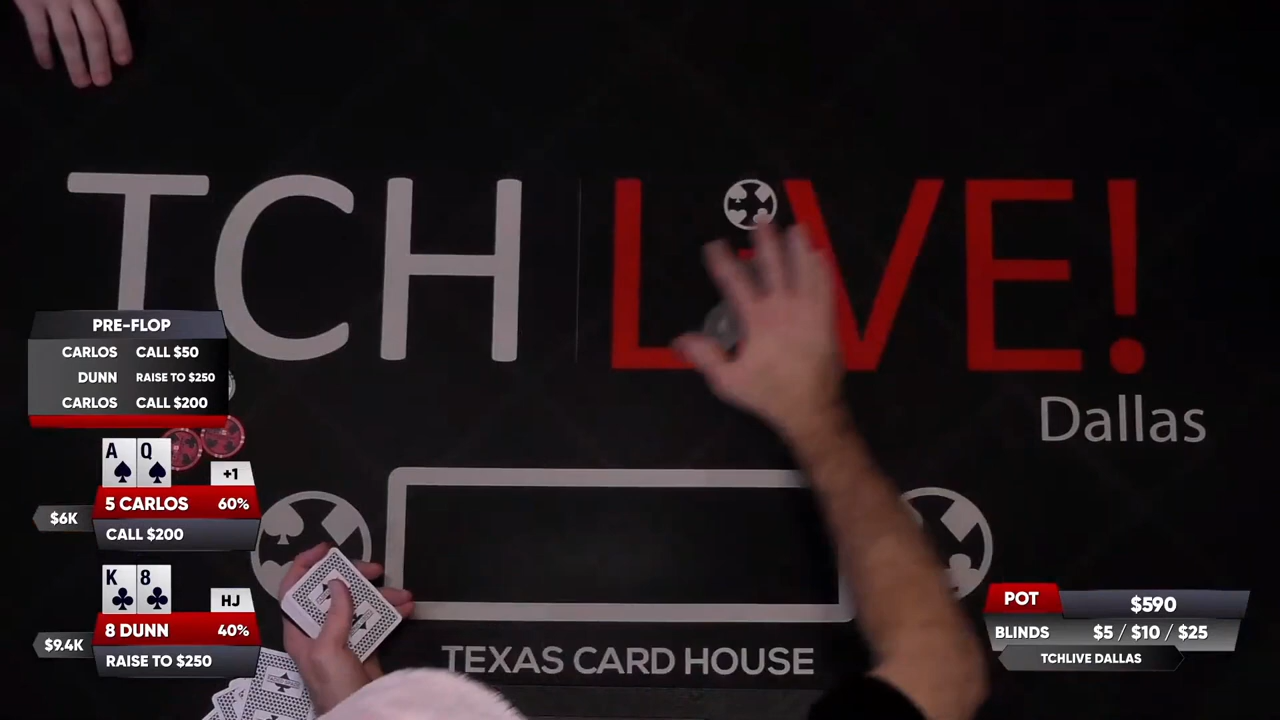 TCH LIVE!
Dallas
PRE-FLOP
CARLOS CALL $50
DUNN RAISE TO $250
CARLOS CALL $200
A Q
+1
5 CARLOS 60%
$6K
CALL $200
K 8
HJ
8 DUNN 40%
$9.4K
RAISE TO $250
TEXAS CARD HOUSE
POT $590
BLINDS $5 / $10 / $25
TCHLIVE DALLAS